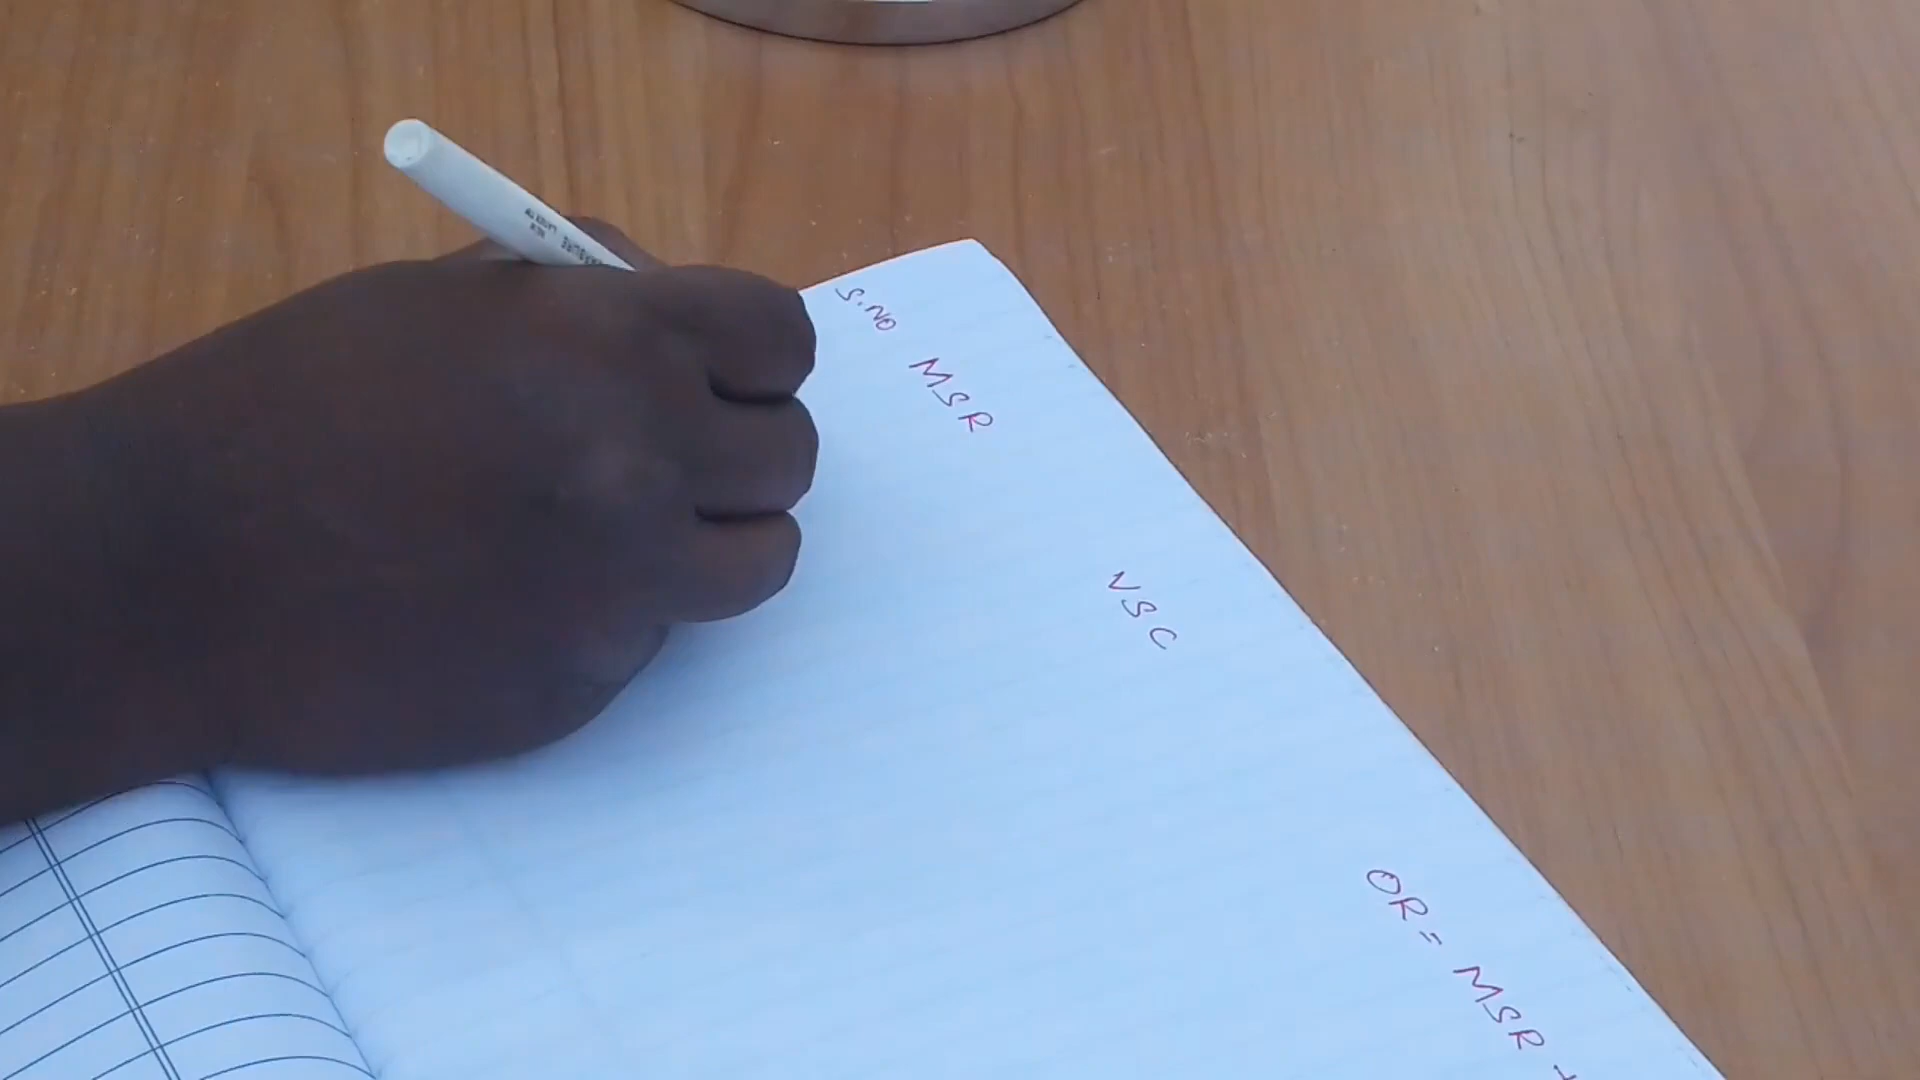 S.NO MSR VSC OR = MSR +